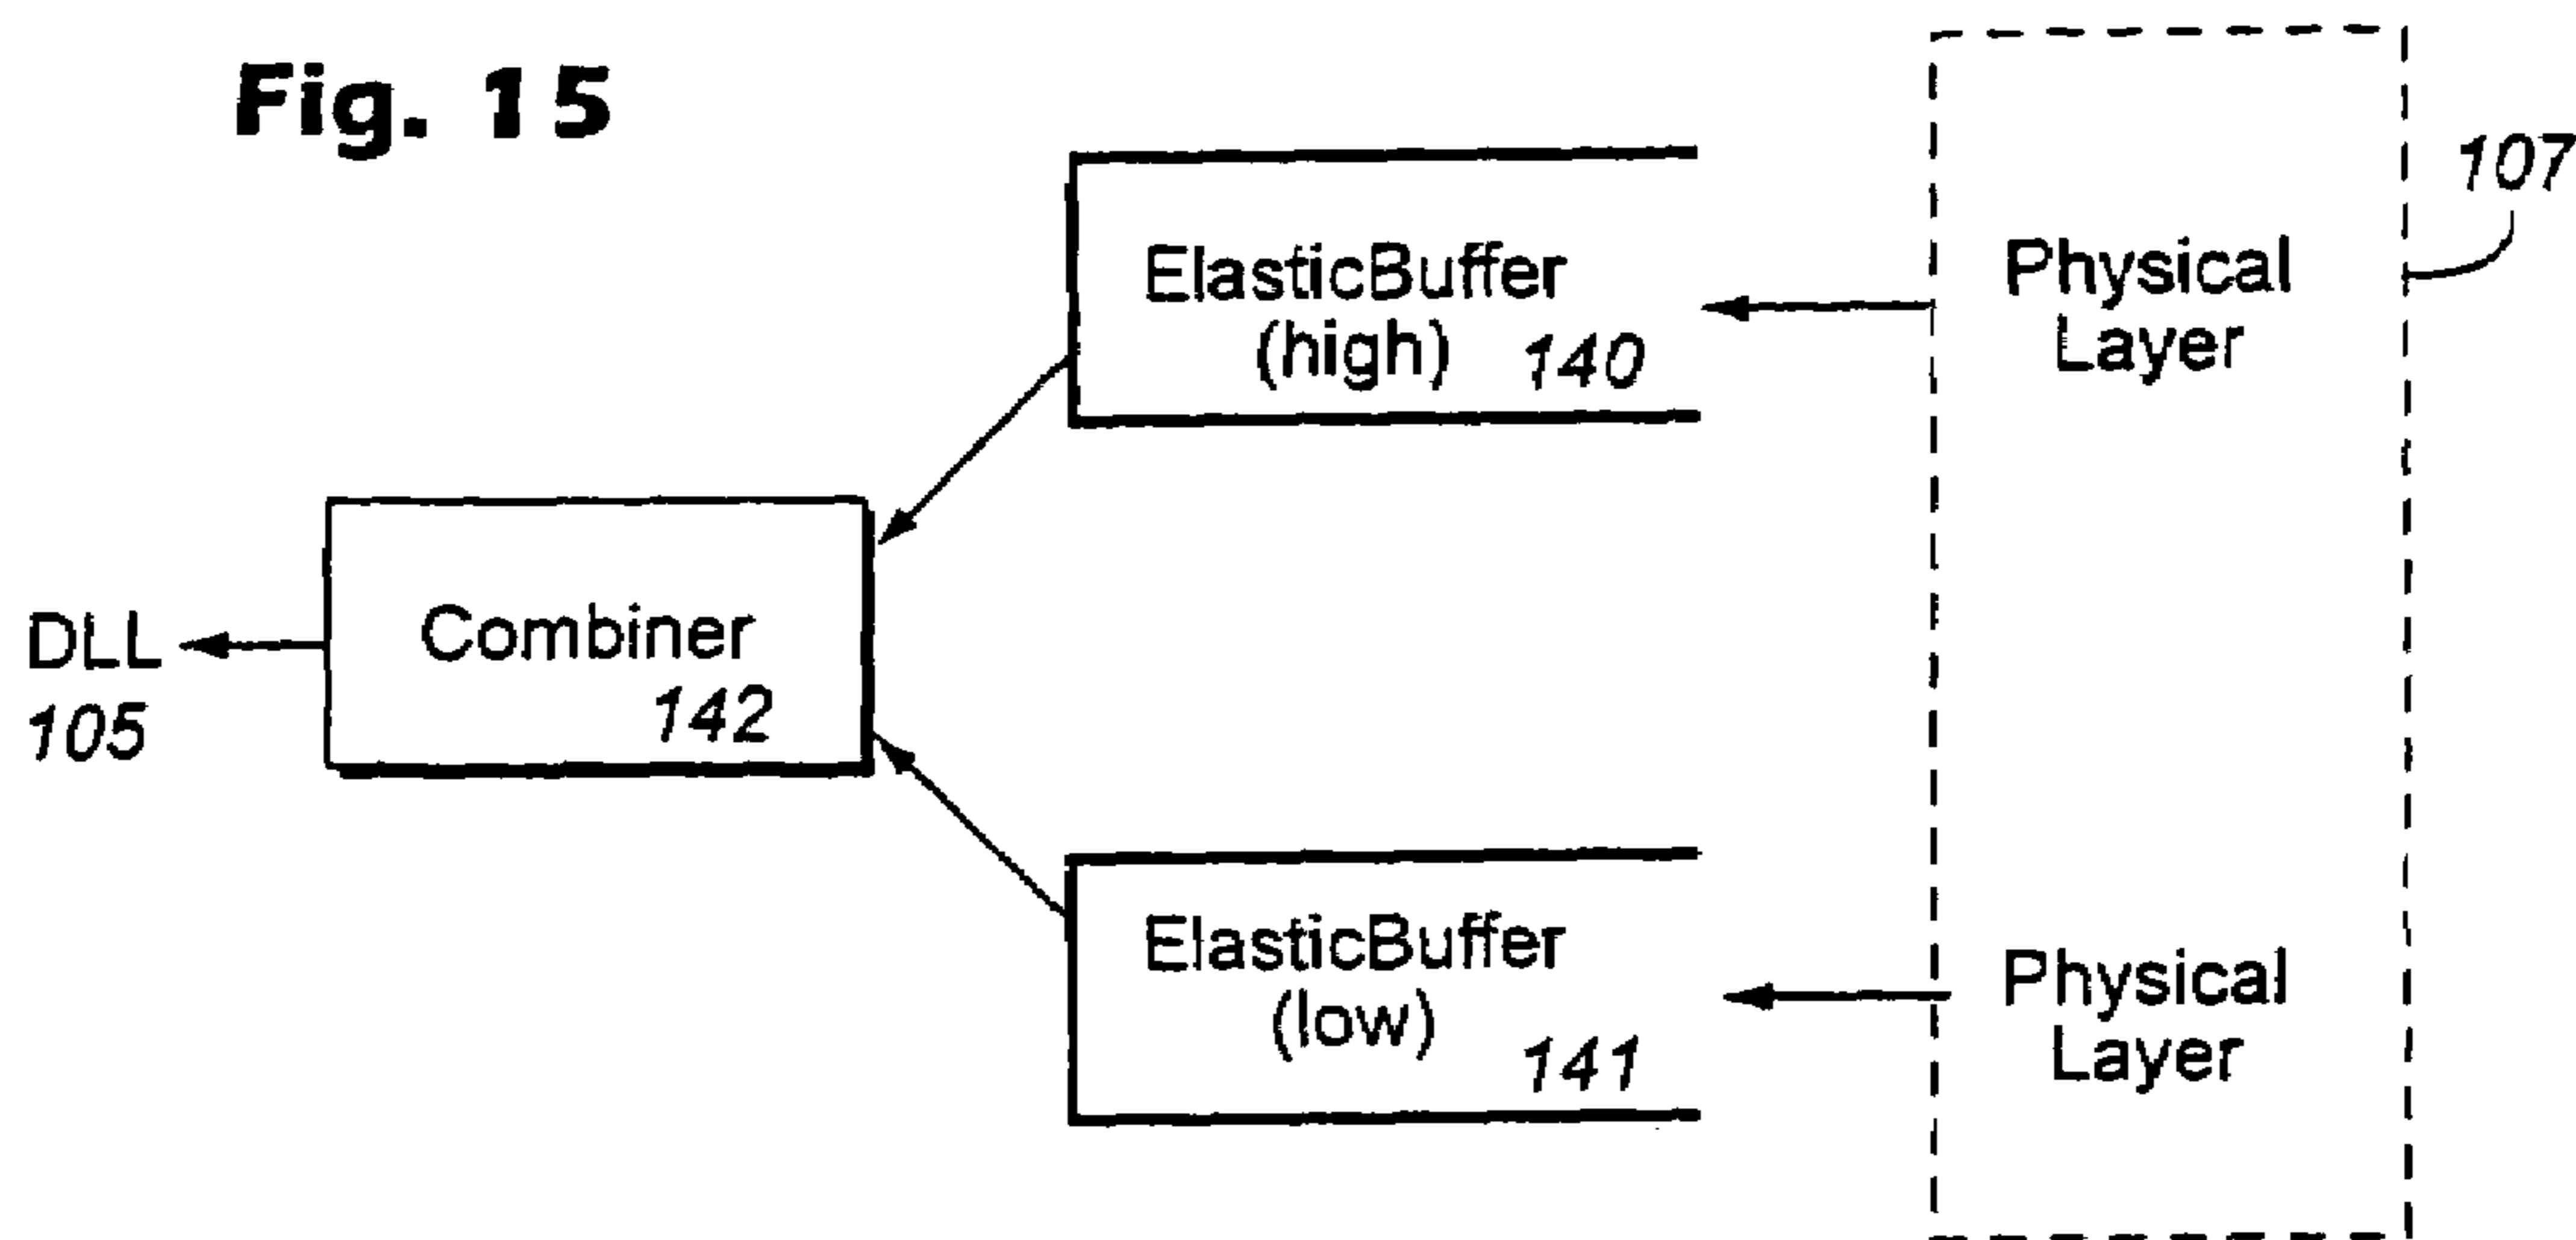 Fig. 15
107
ElasticBuffer
(high) 140
Physical
Layer
Combiner
142
DLL
105
ElasticBuffer
(low)
141
Physical
Layer